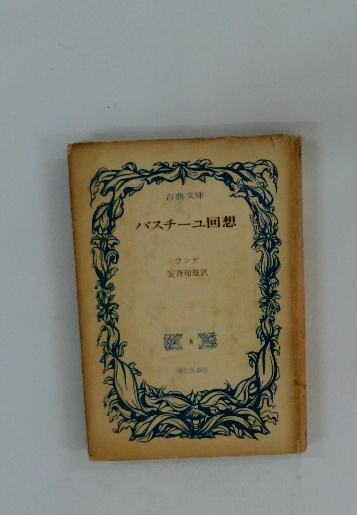 古典文庫
バスチーユ回想
ランゲ
安斉和雄訳
6
現代思潮社